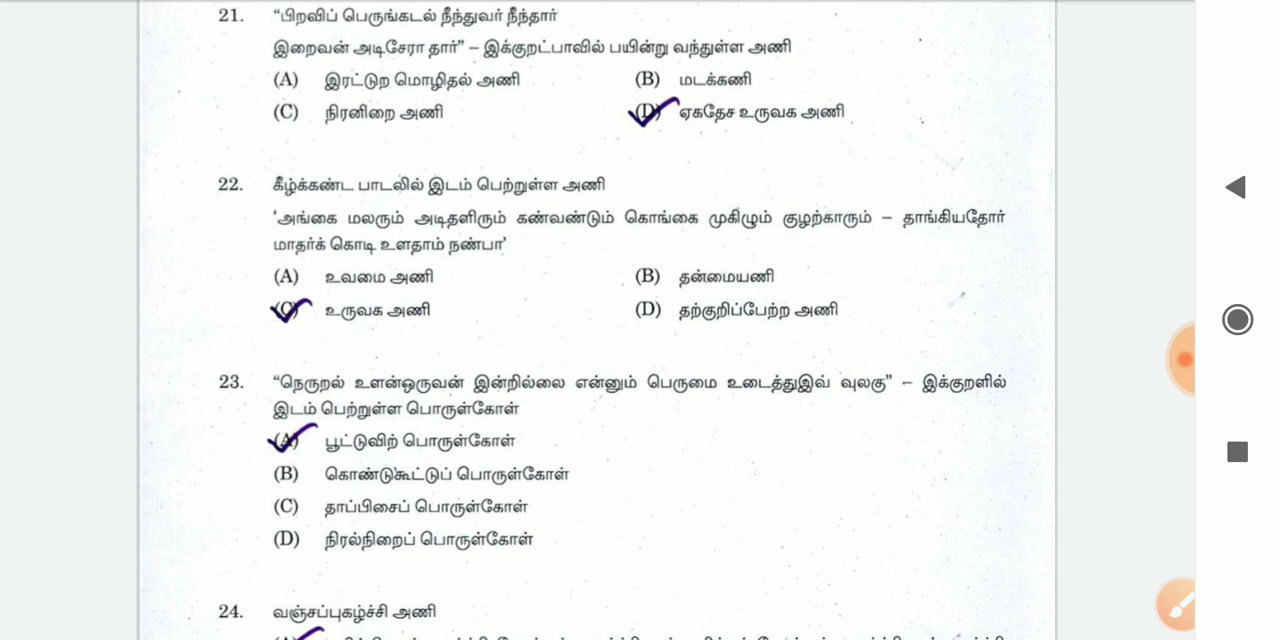 21. “பிறவிப் பெருங்கடல் நீந்துவர் நீந்தார்
இறைவன் அடிசேரா தார்” – இக்குறட்பாவில் பயின்று வந்துள்ள அணி
(A) இரட்டுற மொழிதல் அணி (B) மடக்கணி
(C) நிரனிறை அணி (D) ஏகதேச உருவக அணி
22. கீழ்க்கண்ட பாடலில் இடம் பெற்றுள்ள அணி
‘அங்கை மலரும் அடிதளிரும் கண்வண்டும் கொங்கை முகிழும் குழற்காரும் – தாங்கியதோர்
மாதர்க் கொடி உளதாம் நண்பா’
(A) உவமை அணி (B) தன்மையணி
(C) உருவக அணி (D) தற்குறிப்பேற்ற அணி
23. “நெருறல் உளன்ஒருவன் இன்றில்லை என்னும் பெருமை உடைத்துஇவ் வுலகு” – இக்குறளில்
இடம் பெற்றுள்ள பொருள்கோள்
(A) பூட்டுவிற் பொருள்கோள்
(B) கொண்டுகூட்டுப் பொருள்கோள்
(C) தாப்பிசைப் பொருள்கோள்
(D) நிரல்நிறைப் பொருள்கோள்
24. வஞ்சப்புகழ்ச்சி அணி